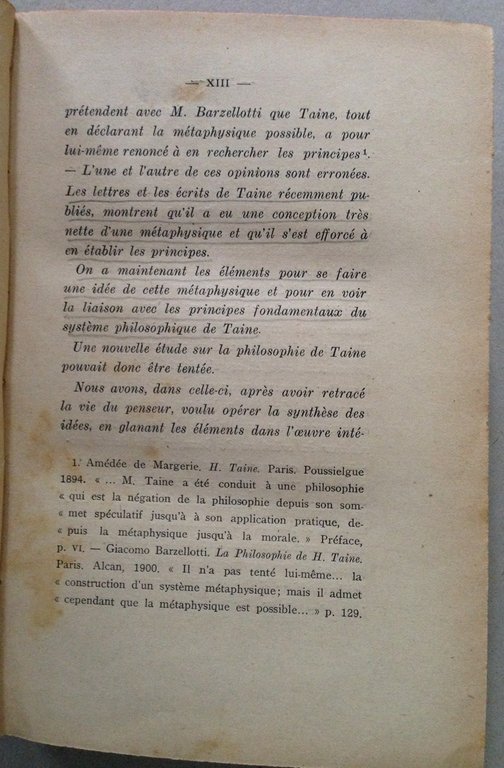 — XIII —
prétendent avec M. Barzellotti que Taine, tout
en déclarant la métaphysique possible, a pour
lui-même renoncé à en rechercher les principes¹.
— L'une et l'autre de ces opinions sont erronées.
Les lettres et les écrits de Taine récemment pu-
bliés, montrent qu'il a eu une conception très
nette d'une métaphysique et qu'il s'est efforcé à
en établir les principes.
On a maintenant les éléments pour se faire
une idée de cette métaphysique et pour en voir
la liaison avec les principes fondamentaux du
système philosophique de Taine.
Une nouvelle étude sur la philosophie de Taine
pouvait donc être tentée.
Nous avons, dans celle-ci, après avoir retracé
la vie du penseur, voulu opérer la synthèse des
idées, en glanant les éléments dans l'œuvre inté-
1. Amédée de Margerie. H. Taine. Paris. Poussielgue
1894. « ... M. Taine a été conduit à une philosophie
« qui est la négation de la philosophie depuis son som-
« met spéculatif jusqu'à à son application pratique, de-
« puis la métaphysique jusqu'à la morale. » Préface,
p. VI. — Giacomo Barzellotti. La Philosophie de H. Taine.
Paris. Alcan, 1900. « Il n'a pas tenté lui-même... la
« construction d'un système métaphysique; mais il admet
« cependant que la métaphysique est possible... » p. 129.